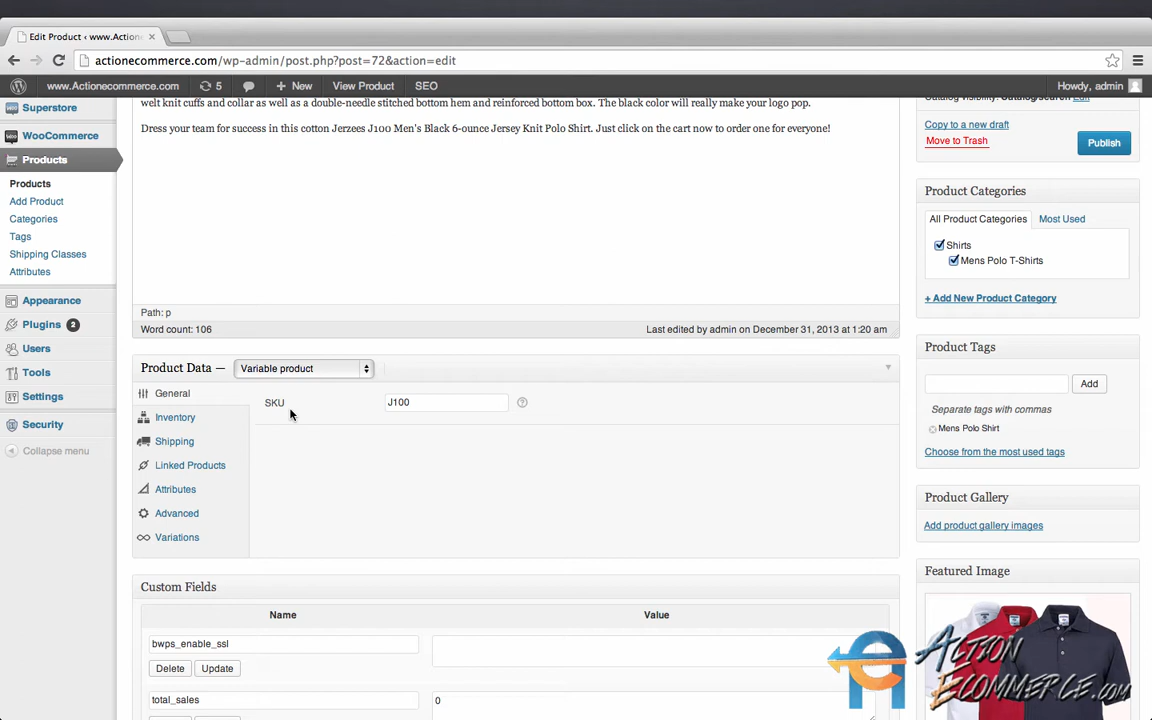 Edit Product ‹ www.Action
actionecommerce.com/wp-admin/post.php?post=72&action=edit
www.Actionecommerce.com
5
+ New
View Product
SEO
Howdy, admin
Superstore
WooCommerce
Products
Products
Add Product
Categories
Tags
Shipping Classes
Attributes
Appearance
Plugins 2
Users
Tools
Settings
Security
Collapse menu
welt knit cuffs and collar as well as a double-needle stitched bottom hem and reinforced bottom box. The black color will really make your logo pop.
Dress your team for success in this cotton Jerzees J100 Men's Black 6-ounce Jersey Knit Polo Shirt. Just click on the cart now to order one for everyone!
Path: p
Word count: 106
Last edited by admin on December 31, 2013 at 1:20 am
Product Data —
Variable product
General
Inventory
Shipping
Linked Products
Attributes
Advanced
Variations
SKU
J100
?
Custom Fields
Name
Value
bwps_enable_ssl
Delete
Update
total_sales
0
Catalog visibility: Catalog/search Edit
Copy to a new draft
Move to Trash
Publish
Product Categories
All Product Categories
Most Used
Shirts
Mens Polo T-Shirts
+ Add New Product Category
Product Tags
Add
Separate tags with commas
Mens Polo Shirt
Choose from the most used tags
Product Gallery
Add product gallery images
Featured Image
Action
Ecommerce.com